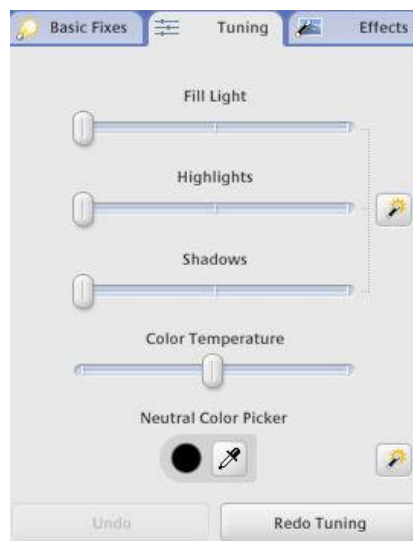 Basic Fixes Tuning Effects
Fill Light
Highlights
Shadows
Color Temperature
Neutral Color Picker
Undo Redo Tuning